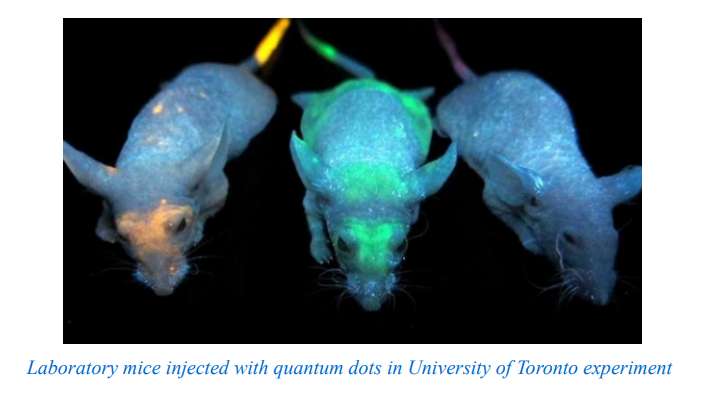 Laboratory mice injected with quantum dots in University of Toronto experiment